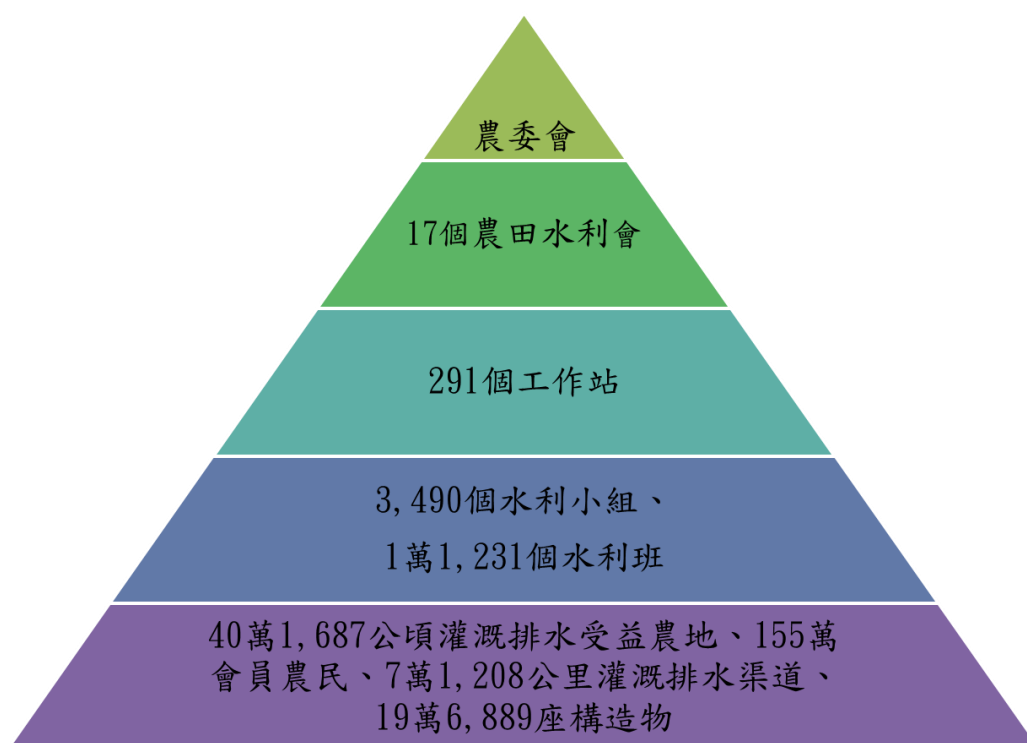 農委會
17個農田水利會
291個工作站
3,490個水利小組、
1萬1,231個水利班
40萬1,687公頃灌溉排水受益農地、155萬
會員農民、7萬1,208公里灌溉排水渠道、
19萬6,889座構造物